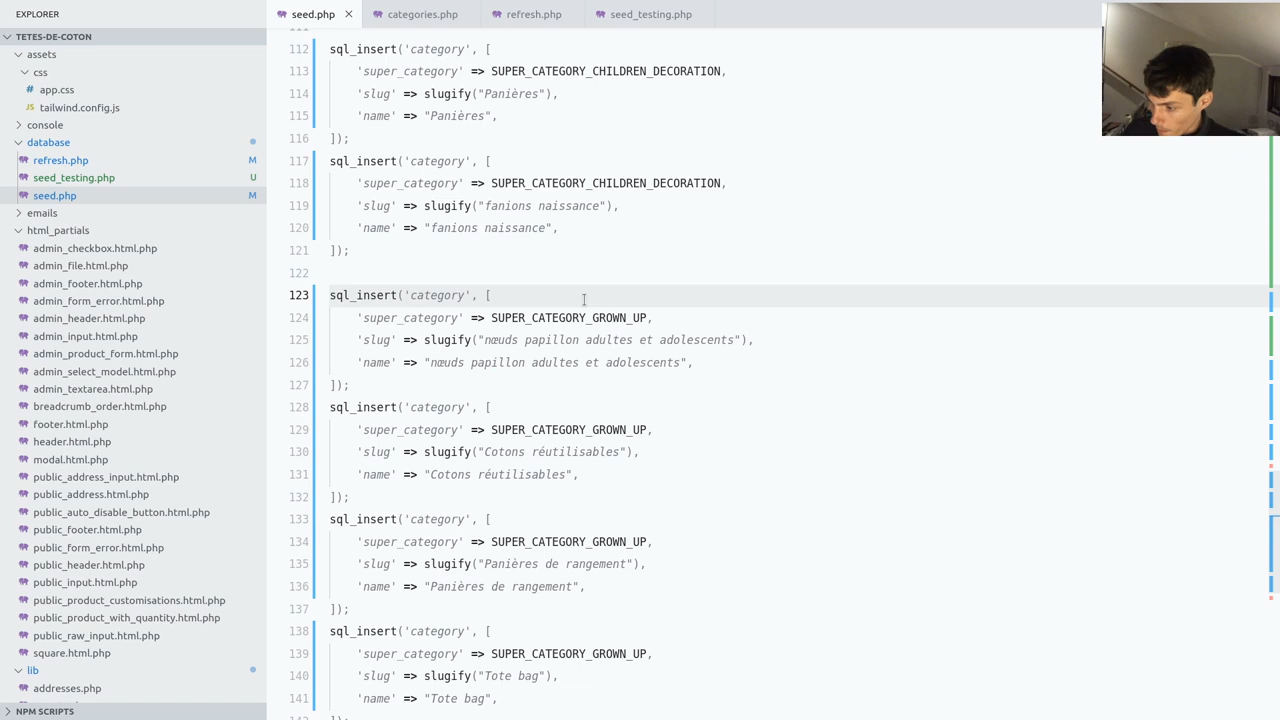 EXPLORER
seed.php
categories.php
refresh.php
seed_testing.php
TETES-DE-COTON
assets
css
app.css
JS tailwind.config.js
console
database
refresh.php M
seed_testing.php U
seed.php M
emails
html_partials
admin_checkbox.html.php
admin_file.html.php
admin_footer.html.php
admin_form_error.html.php
admin_header.html.php
admin_input.html.php
admin_product_form.html.php
admin_select_model.html.php
admin_textarea.html.php
breadcrumb_order.html.php
footer.html.php
header.html.php
modal.html.php
public_address_input.html.php
public_address.html.php
public_auto_disable_button.html.php
public_footer.html.php
public_form_error.html.php
public_header.html.php
public_input.html.php
public_product_customisations.html.php
public_product_with_quantity.html.php
public_raw_input.html.php
square.html.php
lib
addresses.php
NPM SCRIPTS
112 sql_insert('category', [
113 'super_category' => SUPER_CATEGORY_CHILDREN_DECORATION,
114 'slug' => slugify("Panières"),
115 'name' => "Panières",
116 ]);
117 sql_insert('category', [
118 'super_category' => SUPER_CATEGORY_CHILDREN_DECORATION,
119 'slug' => slugify("fanions naissance"),
120 'name' => "fanions naissance",
121 ]);
122
123 sql_insert('category', [
124 'super_category' => SUPER_CATEGORY_GROWN_UP,
125 'slug' => slugify("nœuds papillon adultes et adolescents"),
126 'name' => "nœuds papillon adultes et adolescents",
127 ]);
128 sql_insert('category', [
129 'super_category' => SUPER_CATEGORY_GROWN_UP,
130 'slug' => slugify("Cotons réutilisables"),
131 'name' => "Cotons réutilisables",
132 ]);
133 sql_insert('category', [
134 'super_category' => SUPER_CATEGORY_GROWN_UP,
135 'slug' => slugify("Panières de rangement"),
136 'name' => "Panières de rangement",
137 ]);
138 sql_insert('category', [
139 'super_category' => SUPER_CATEGORY_GROWN_UP,
140 'slug' => slugify("Tote bag"),
141 'name' => "Tote bag",